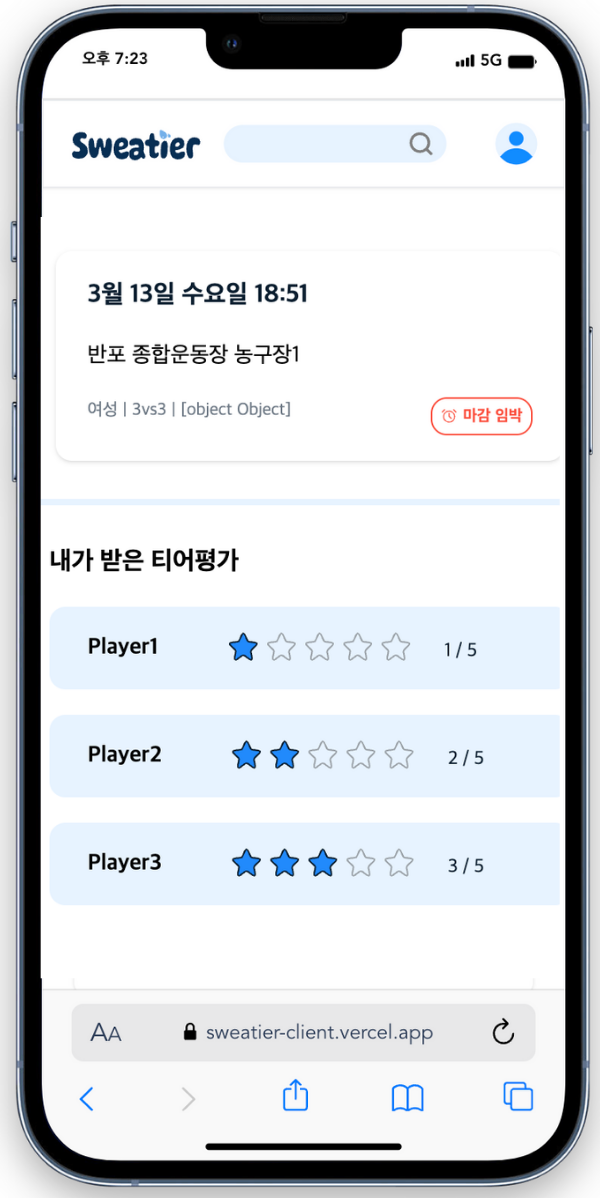 오후 7:23
5G
Sweatier
3월 13일 수요일 18:51
반포 종합운동장 농구장1
여성 | 3vs3 | [object Object]
마감 임박
내가 받은 티어평가
Player1 1 / 5
Player2 2 / 5
Player3 3 / 5
AA sweatier-client.vercel.app